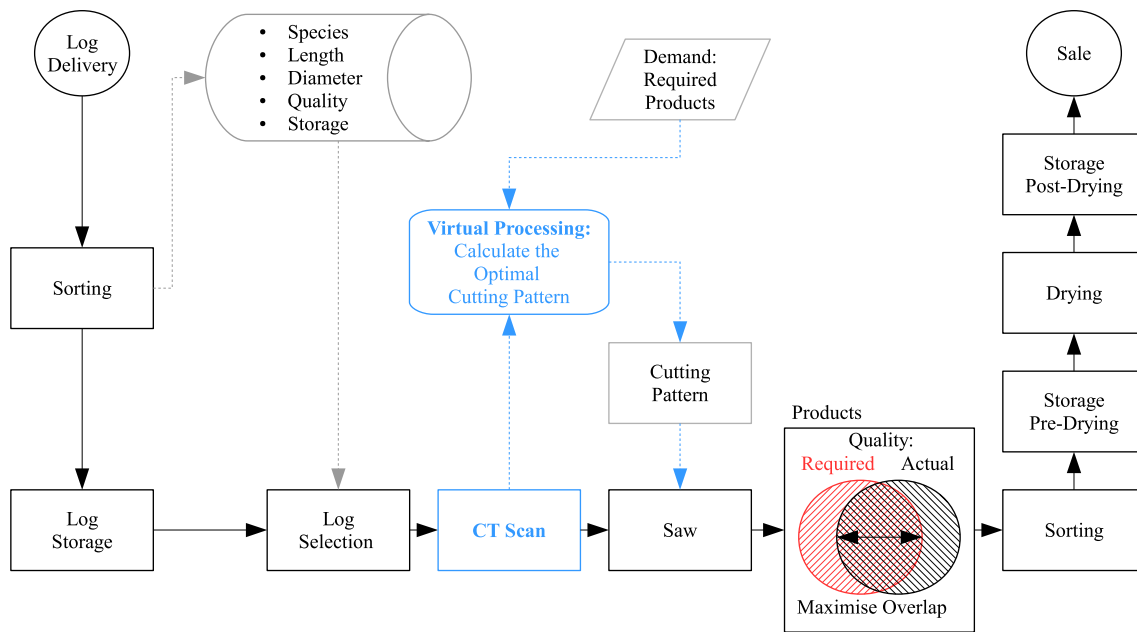 Log
Delivery
• Species
• Length
• Diameter
• Quality
• Storage
Demand:
Required
Products
Sale
Storage
Post-Drying
Virtual Processing:
Calculate the
Optimal
Cutting Pattern
Sorting
Drying
Cutting
Pattern
Storage
Pre-Drying
Products
Quality:
Required Actual
Maximise Overlap
Log
Storage
Log
Selection
CT Scan
Saw
Sorting